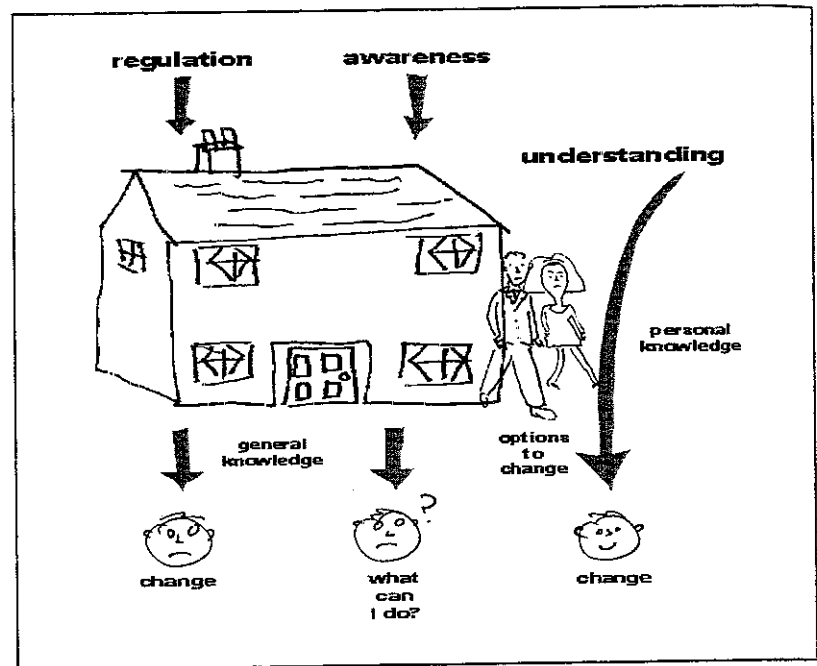 regulation
awareness
understanding
personal
knowledge
general
knowledge
options
to
change
?
change
what
can
I do?
change